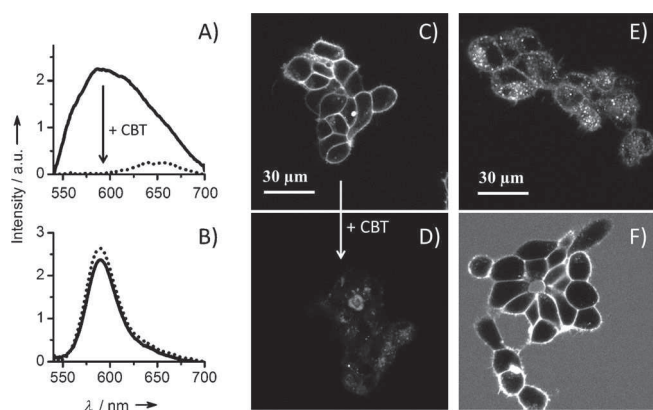 A)
2
1
0
+ CBT
550 600 650 700
Intensity / a.u.
B)
3
2
1
0
550 600 650 700
λ / nm
C)
30 µm
+ CBT
D)
E)
30 µm
F)